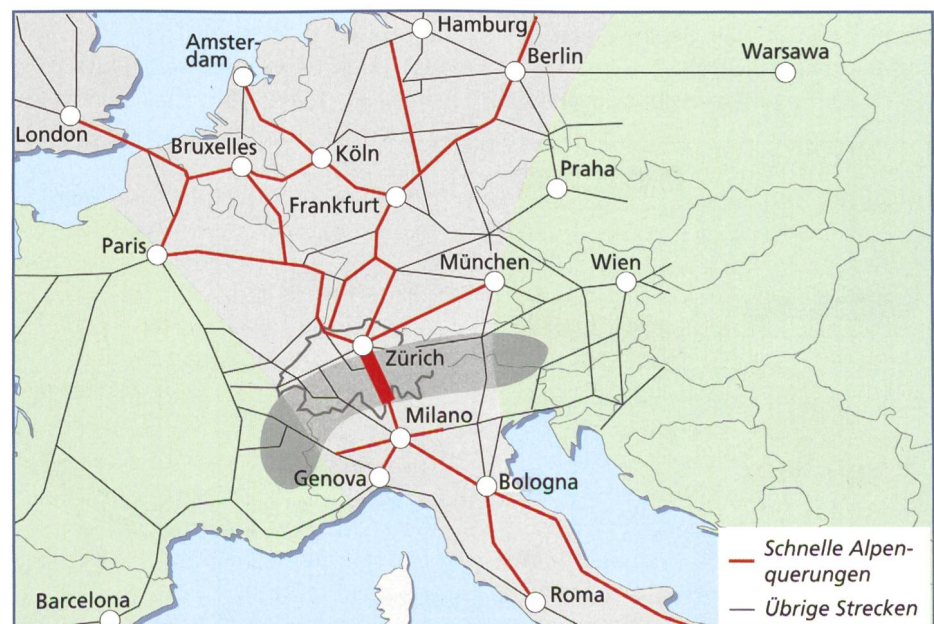 Hamburg
Amster-
dam
Berlin
Warsawa
London
Bruxelles
Köln
Praha
Frankfurt
Paris
München
Wien
Zürich
Milano
Genova
Bologna
Schnelle Alpen-
querungen
Roma
Barcelona
Übrige Strecken